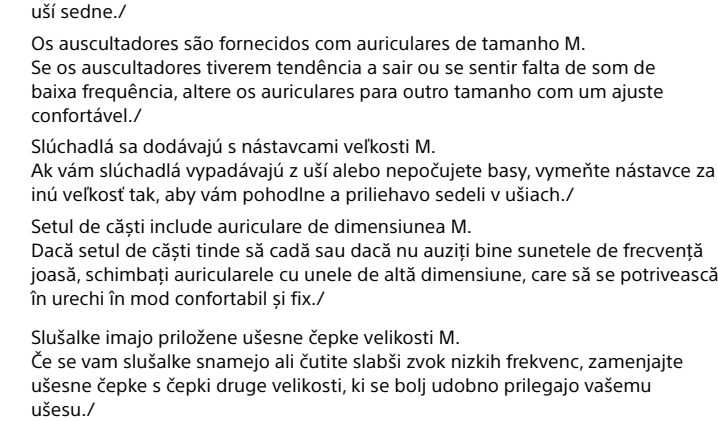 uší sedne./
Os auscultadores são fornecidos com auriculares de tamanho M.
Se os auscultadores tiverem tendência a sair ou se sentir falta de som de
baixa frequência, altere os auriculares para outro tamanho com um ajuste
confortável./
Slúchadlá sa dodávajú s nástavcami veľkosti M.
Ak vám slúchadlá vypadávajú z uší alebo nepočujete basy, vymeňte nástavce za
inú veľkosť tak, aby vám pohodlne a priliehavo sedeli v ušiach./
Setul de căști include auriculare de dimensiunea M.
Dacă setul de căști tinde să cadă sau dacă nu auziți bine sunetele de frecvență
joasă, schimbați auricularele cu unele de altă dimensiune, care să se potrivească
în urechi în mod confortabil și fix./
Slušalke imajo priložene ušesne čepke velikosti M.
Če se vam slušalke snamejo ali čutite slabši zvok nizkih frekvenc, zamenjajte
ušesne čepke s čepki druge velikosti, ki se bolj udobno prilegajo vašemu
ušesu./